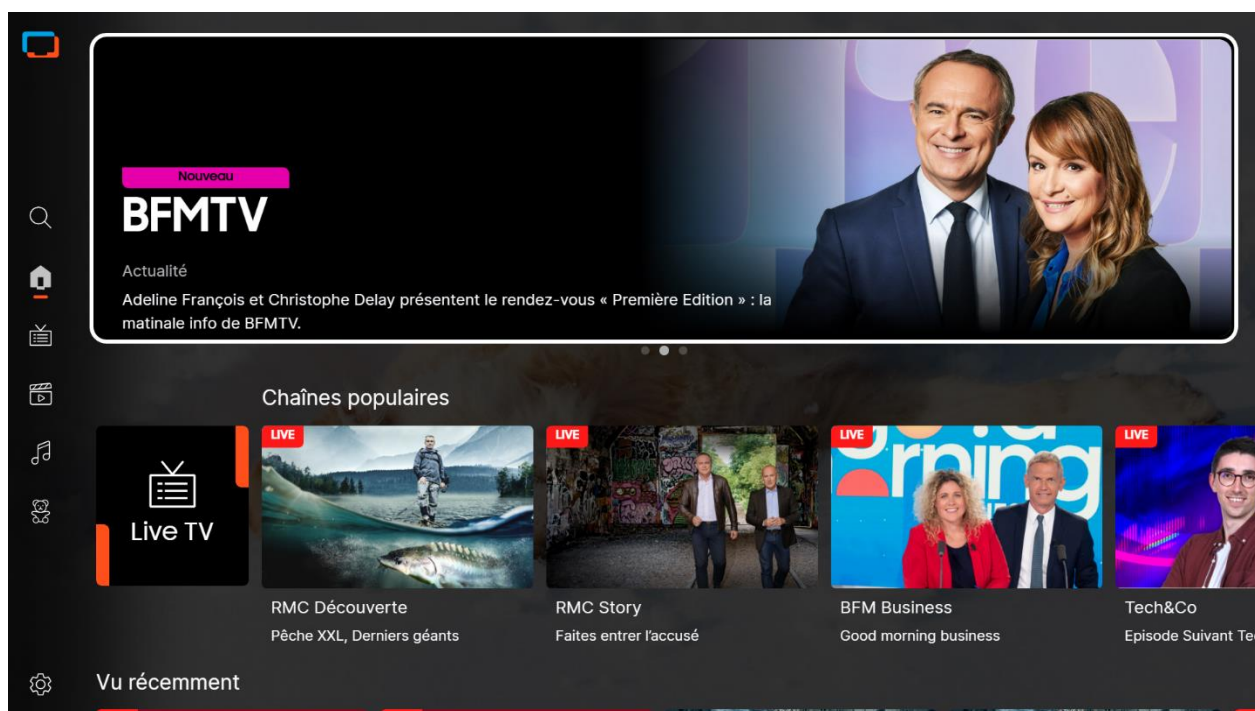 Nouveau
BFMTV
Actualité
Adeline François et Christophe Delay présentent le rendez-vous « Première Edition » : la
matinale info de BFMTV.
Chaînes populaires
Live TV
LIVE
LIVE
LIVE
LIVE
rning
RMC Découverte
RMC Story
BFM Business
Tech&Co
Pêche XXL, Derniers géants
Faites entrer l'accusé
Good morning business
Episode Suivant Te
Vu récemment